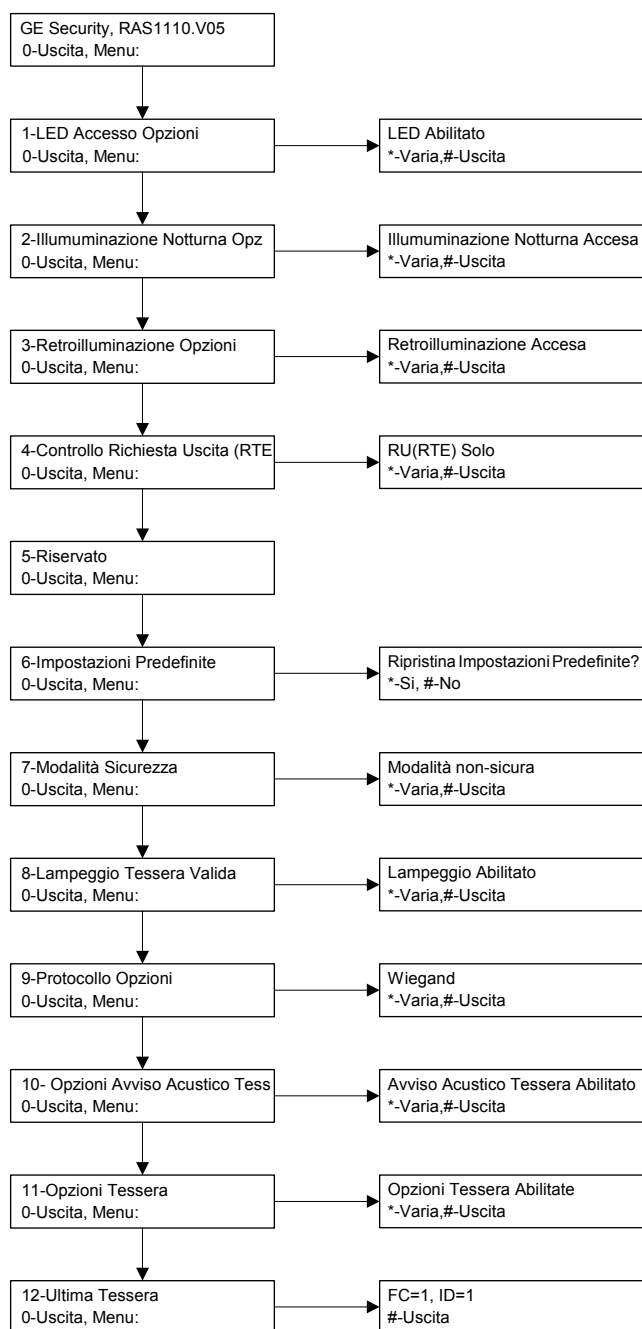 GE Security, RAS1110.V05
0-Uscita, Menu:
1-LED Accesso Opzioni
0-Uscita, Menu:
LED Abilitato
*-Varia,#-Uscita
2-Illumuminazione Notturna Opz
0-Uscita, Menu:
Illumuminazione Notturna Accesa
*-Varia,#-Uscita
3-Retroilluminazione Opzioni
0-Uscita, Menu:
Retroilluminazione Accesa
*-Varia,#-Uscita
4-Controllo Richiesta Uscita (RTE
0-Uscita, Menu:
RU(RTE) Solo
*-Varia,#-Uscita
5-Riservato
0-Uscita, Menu:
6-Impostazioni Predefinite
0-Uscita, Menu:
Ripristina Impostazioni Predefinite?
*-Si, #-No
7-Modalità Sicurezza
0-Uscita, Menu:
Modalità non-sicura
*-Varia,#-Uscita
8-Lampeggio Tessera Valida
0-Uscita, Menu:
Lampeggio Abilitato
*-Varia,#-Uscita
9-Protocollo Opzioni
0-Uscita, Menu:
Wiegand
*-Varia,#-Uscita
10- Opzioni Avviso Acustico Tess
0-Uscita, Menu:
Avviso Acustico Tessera Abilitato
*-Varia,#-Uscita
11-Opzioni Tessera
0-Uscita, Menu:
Opzioni Tessera Abilitate
*-Varia,#-Uscita
12-Ultima Tessera
0-Uscita, Menu:
FC=1, ID=1
#-Uscita